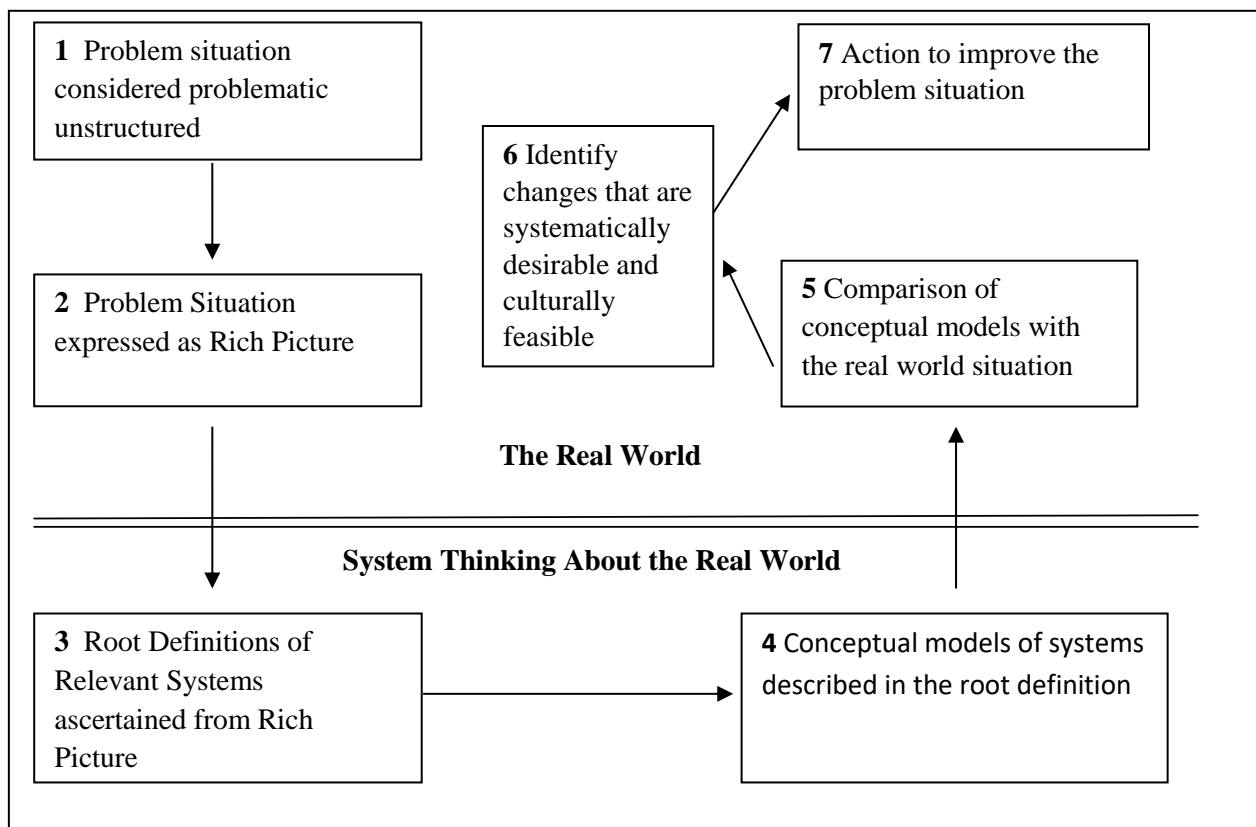 1 Problem situation
considered problematic
unstructured
2 Problem Situation
expressed as Rich Picture
3 Root Definitions of
Relevant Systems
ascertained from Rich
Picture
4 Conceptual models of systems
described in the root definition
5 Comparison of
conceptual models with
the real world situation
6 Identify
changes that are
systematically
desirable and
culturally
feasible
7 Action to improve the
problem situation
The Real World
System Thinking About the Real World